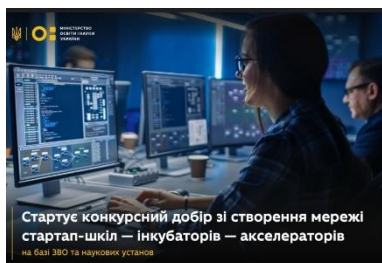 МІНІСТЕРСТВО
ОСВІТИ І НАУКИ
УКРАЇНИ
Стартує конкурсний добір зі створення мережі
стартап-шкіл — інкубаторів — акселераторів
на базі ЗВО та наукових установ